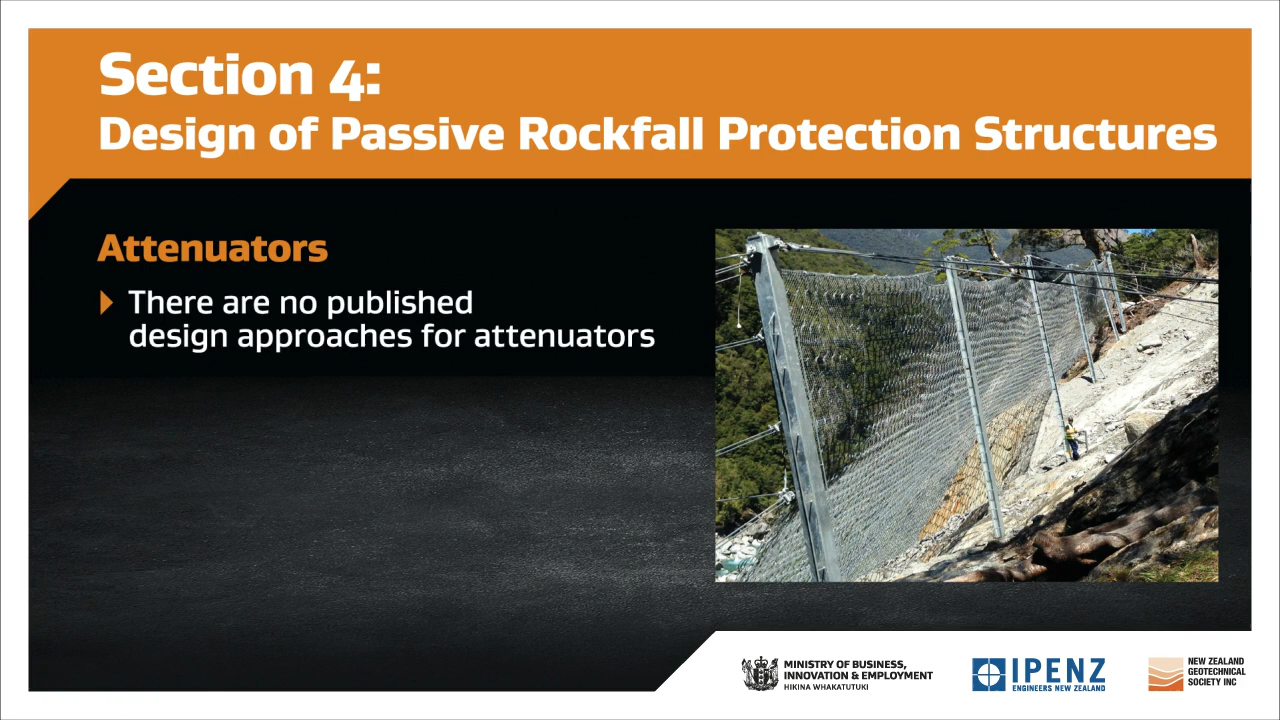 Section 4:
Design of Passive Rockfall Protection Structures
Attenuators
There are no published
design approaches for attenuators
MINISTRY OF BUSINESS,
INNOVATION & EMPLOYMENT
HIKINA WHAKATUTUKI
IPENZ
ENGINEERS NEW ZEALAND
NEW ZEALAND
GEOTECHNICAL
SOCIETY INC